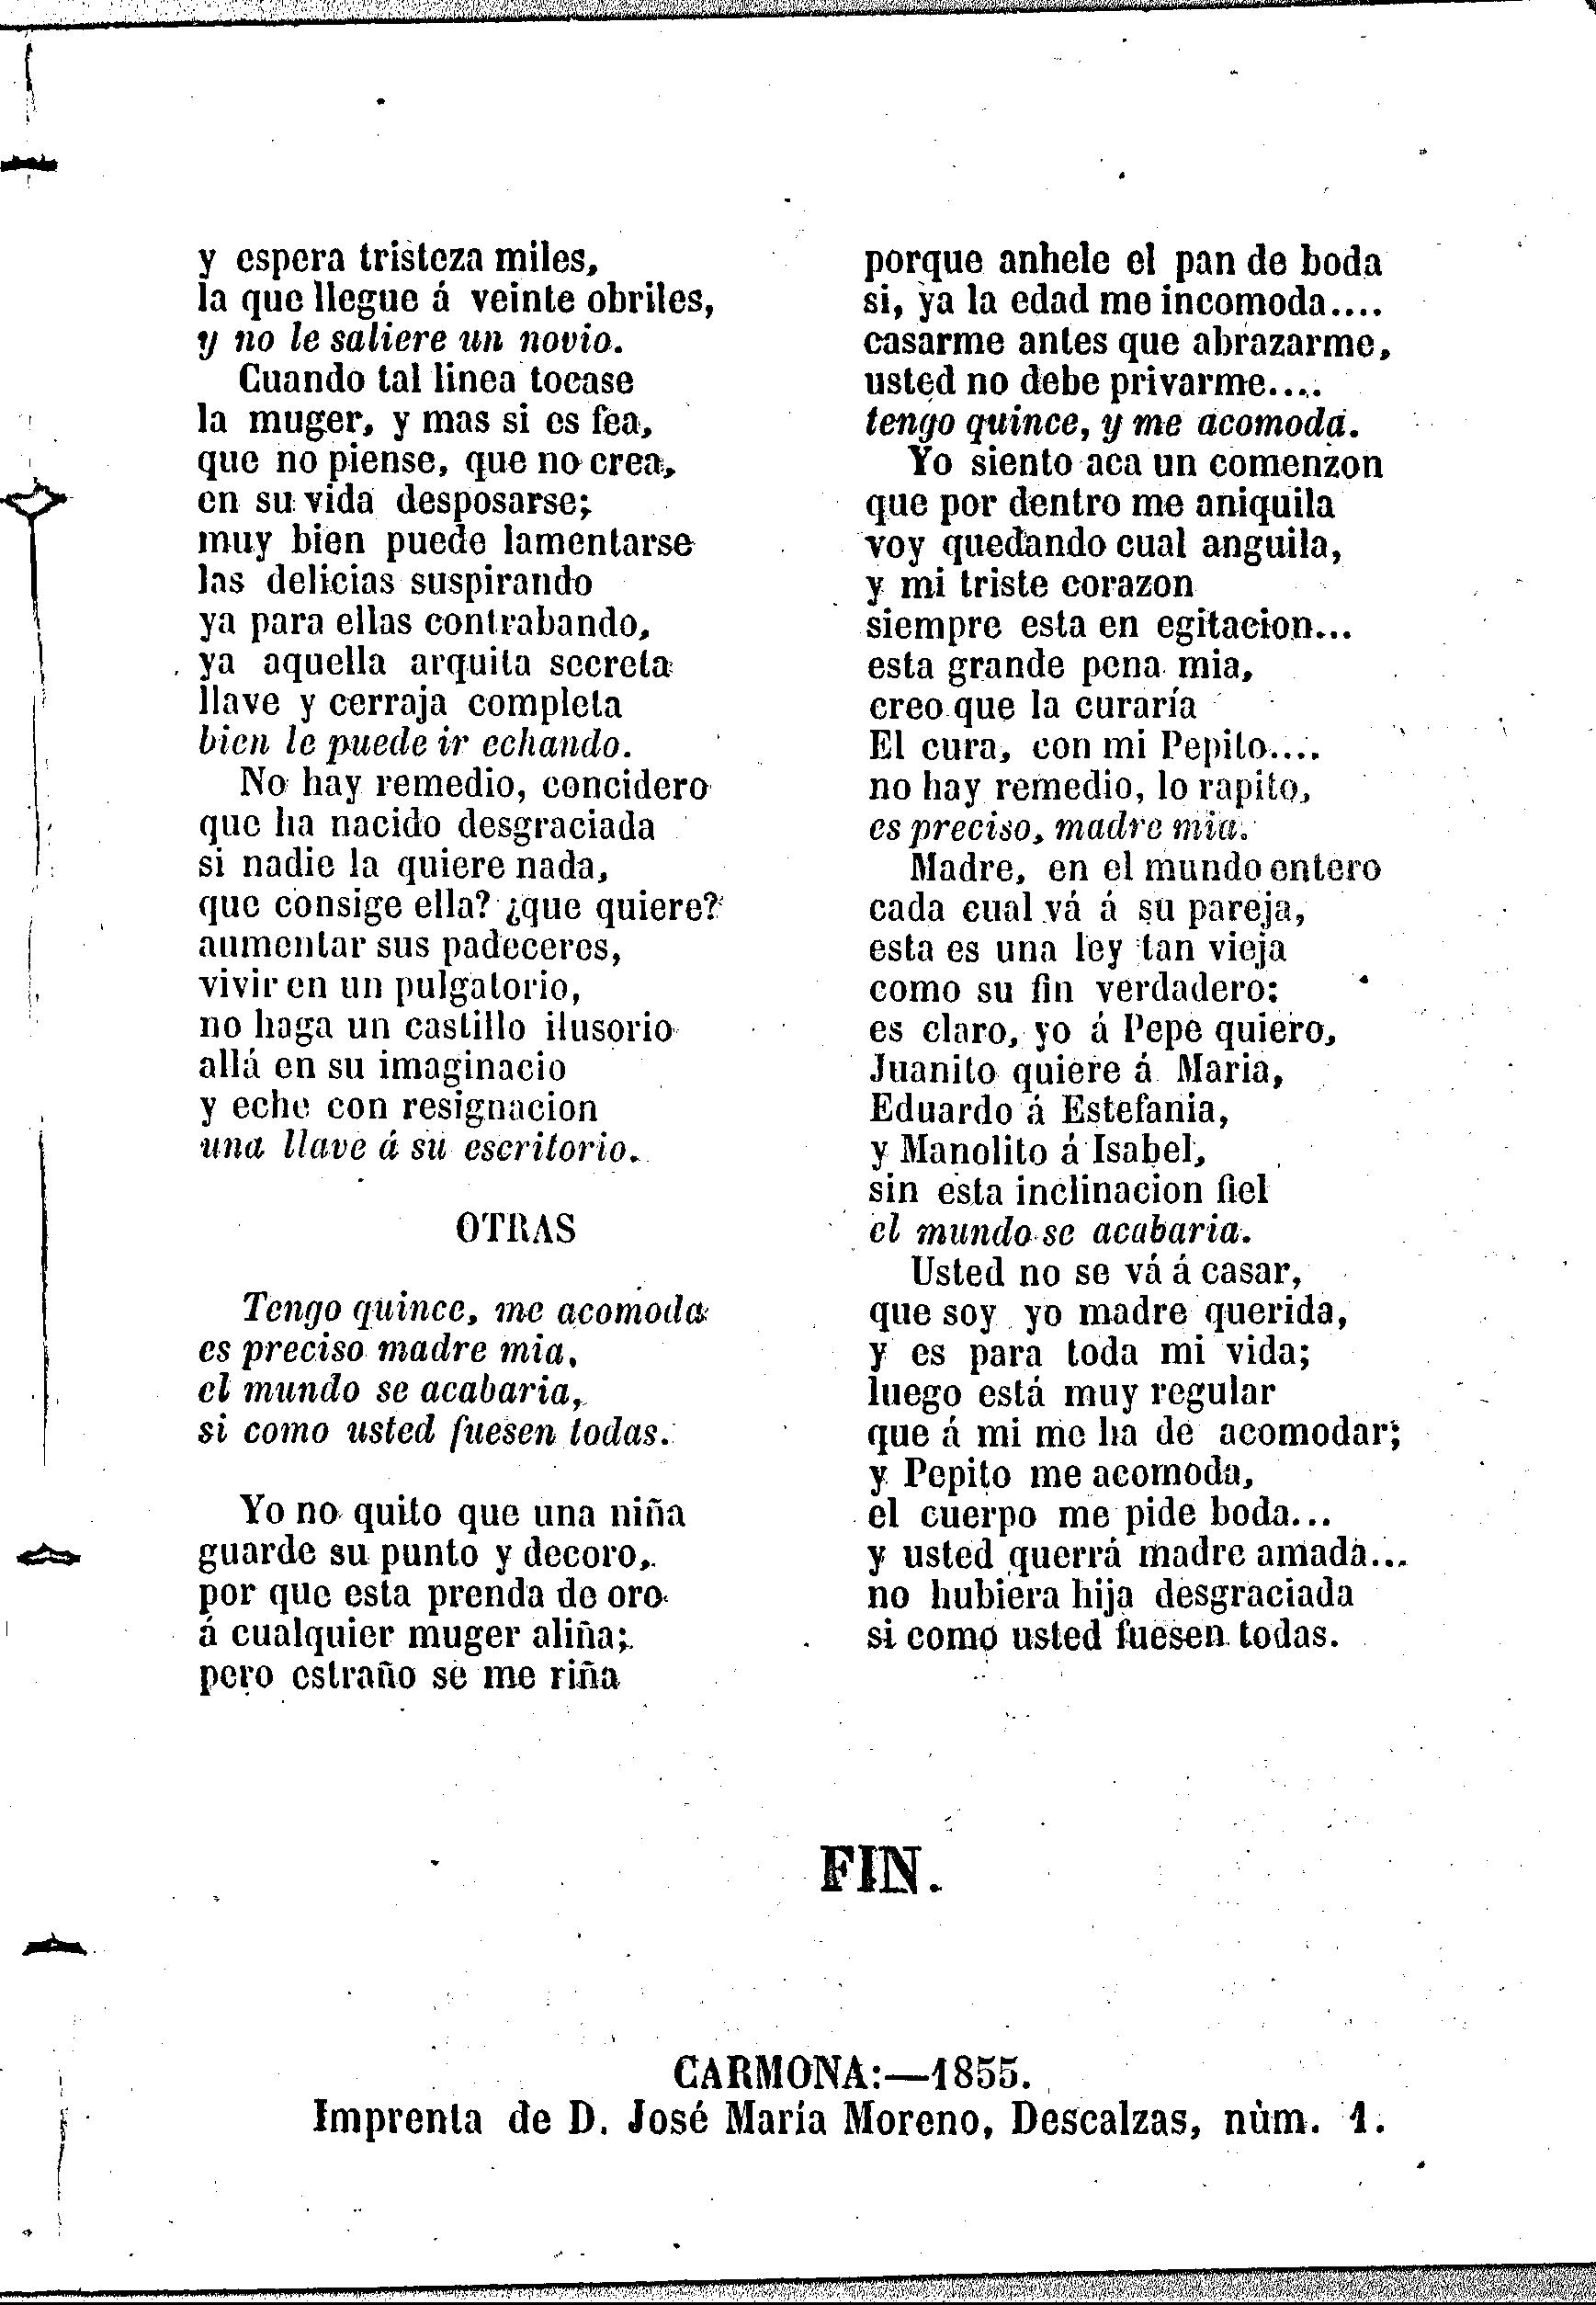 y espera tristeza miles,
la que llegue á veinte obriles,
y no le saliere un novio.
Cuando tal linea tocase
la muger, y mas si es fea,
que no piense, que no crea,
en su vida desposarse;
muy bien puede lamentarse
las delicias suspirando
ya para ellas contrabando,
ya aquella arquita secreta
llave y cerraja completa
bien le puede ir echando.
No hay remedio, concidero
que ha nacido desgraciada
si nadie la quiere nada,
que consige ella? ¿que quiere?
aumentar sus padeceres,
vivir en un pulgatorio,
no haga un castillo ilusorio
allá en su imaginacio
y eche con resignacion
una llave á su escritorio.
OTRAS
Tengo quince, me acomoda
es preciso madre mia,
el mundo se acabaria,
si como usted fuesen todas.
Yo no quito que una niña
guarde su punto y decoro,
por que esta prenda de oro
á cualquier muger aliña;
pero estraño se me riña
porque anhele el pan de boda
si, ya la edad me incomoda....
casarme antes que abrazarme,
usted no debe privarme....
tengo quince, y me acomoda.
Yo siento aca un comenzon
que por dentro me aniquila
voy quedando cual anguila,
y mi triste corazon
siempre esta en egitacion...
esta grande pena mia,
creo que la curaría
El cura, con mi Pepito....
no hay remedio, lo rapito,
es preciso, madre mia.
Madre, en el mundo entero
cada cual vá á su pareja,
esta es una ley tan vieja
como su fin verdadero:
es claro, yo á Pepe quiero,
Juanito quiere á Maria,
Eduardo á Estefania,
y Manolito á Isabel,
sin esta inclinacion fiel
el mundo se acabaria.
Usted no se vá á casar,
que soy yo madre querida,
y es para toda mi vida;
luego está muy regular
que á mi me ha de acomodar;
y Pepito me acomoda,
el cuerpo me pide boda...
y usted querrá madre amada...
no hubiera hija desgraciada
si como usted fuesen todas.
FIN.
CARMONA:—1855.
Imprenta de D. José María Moreno, Descalzas, nùm. 1.